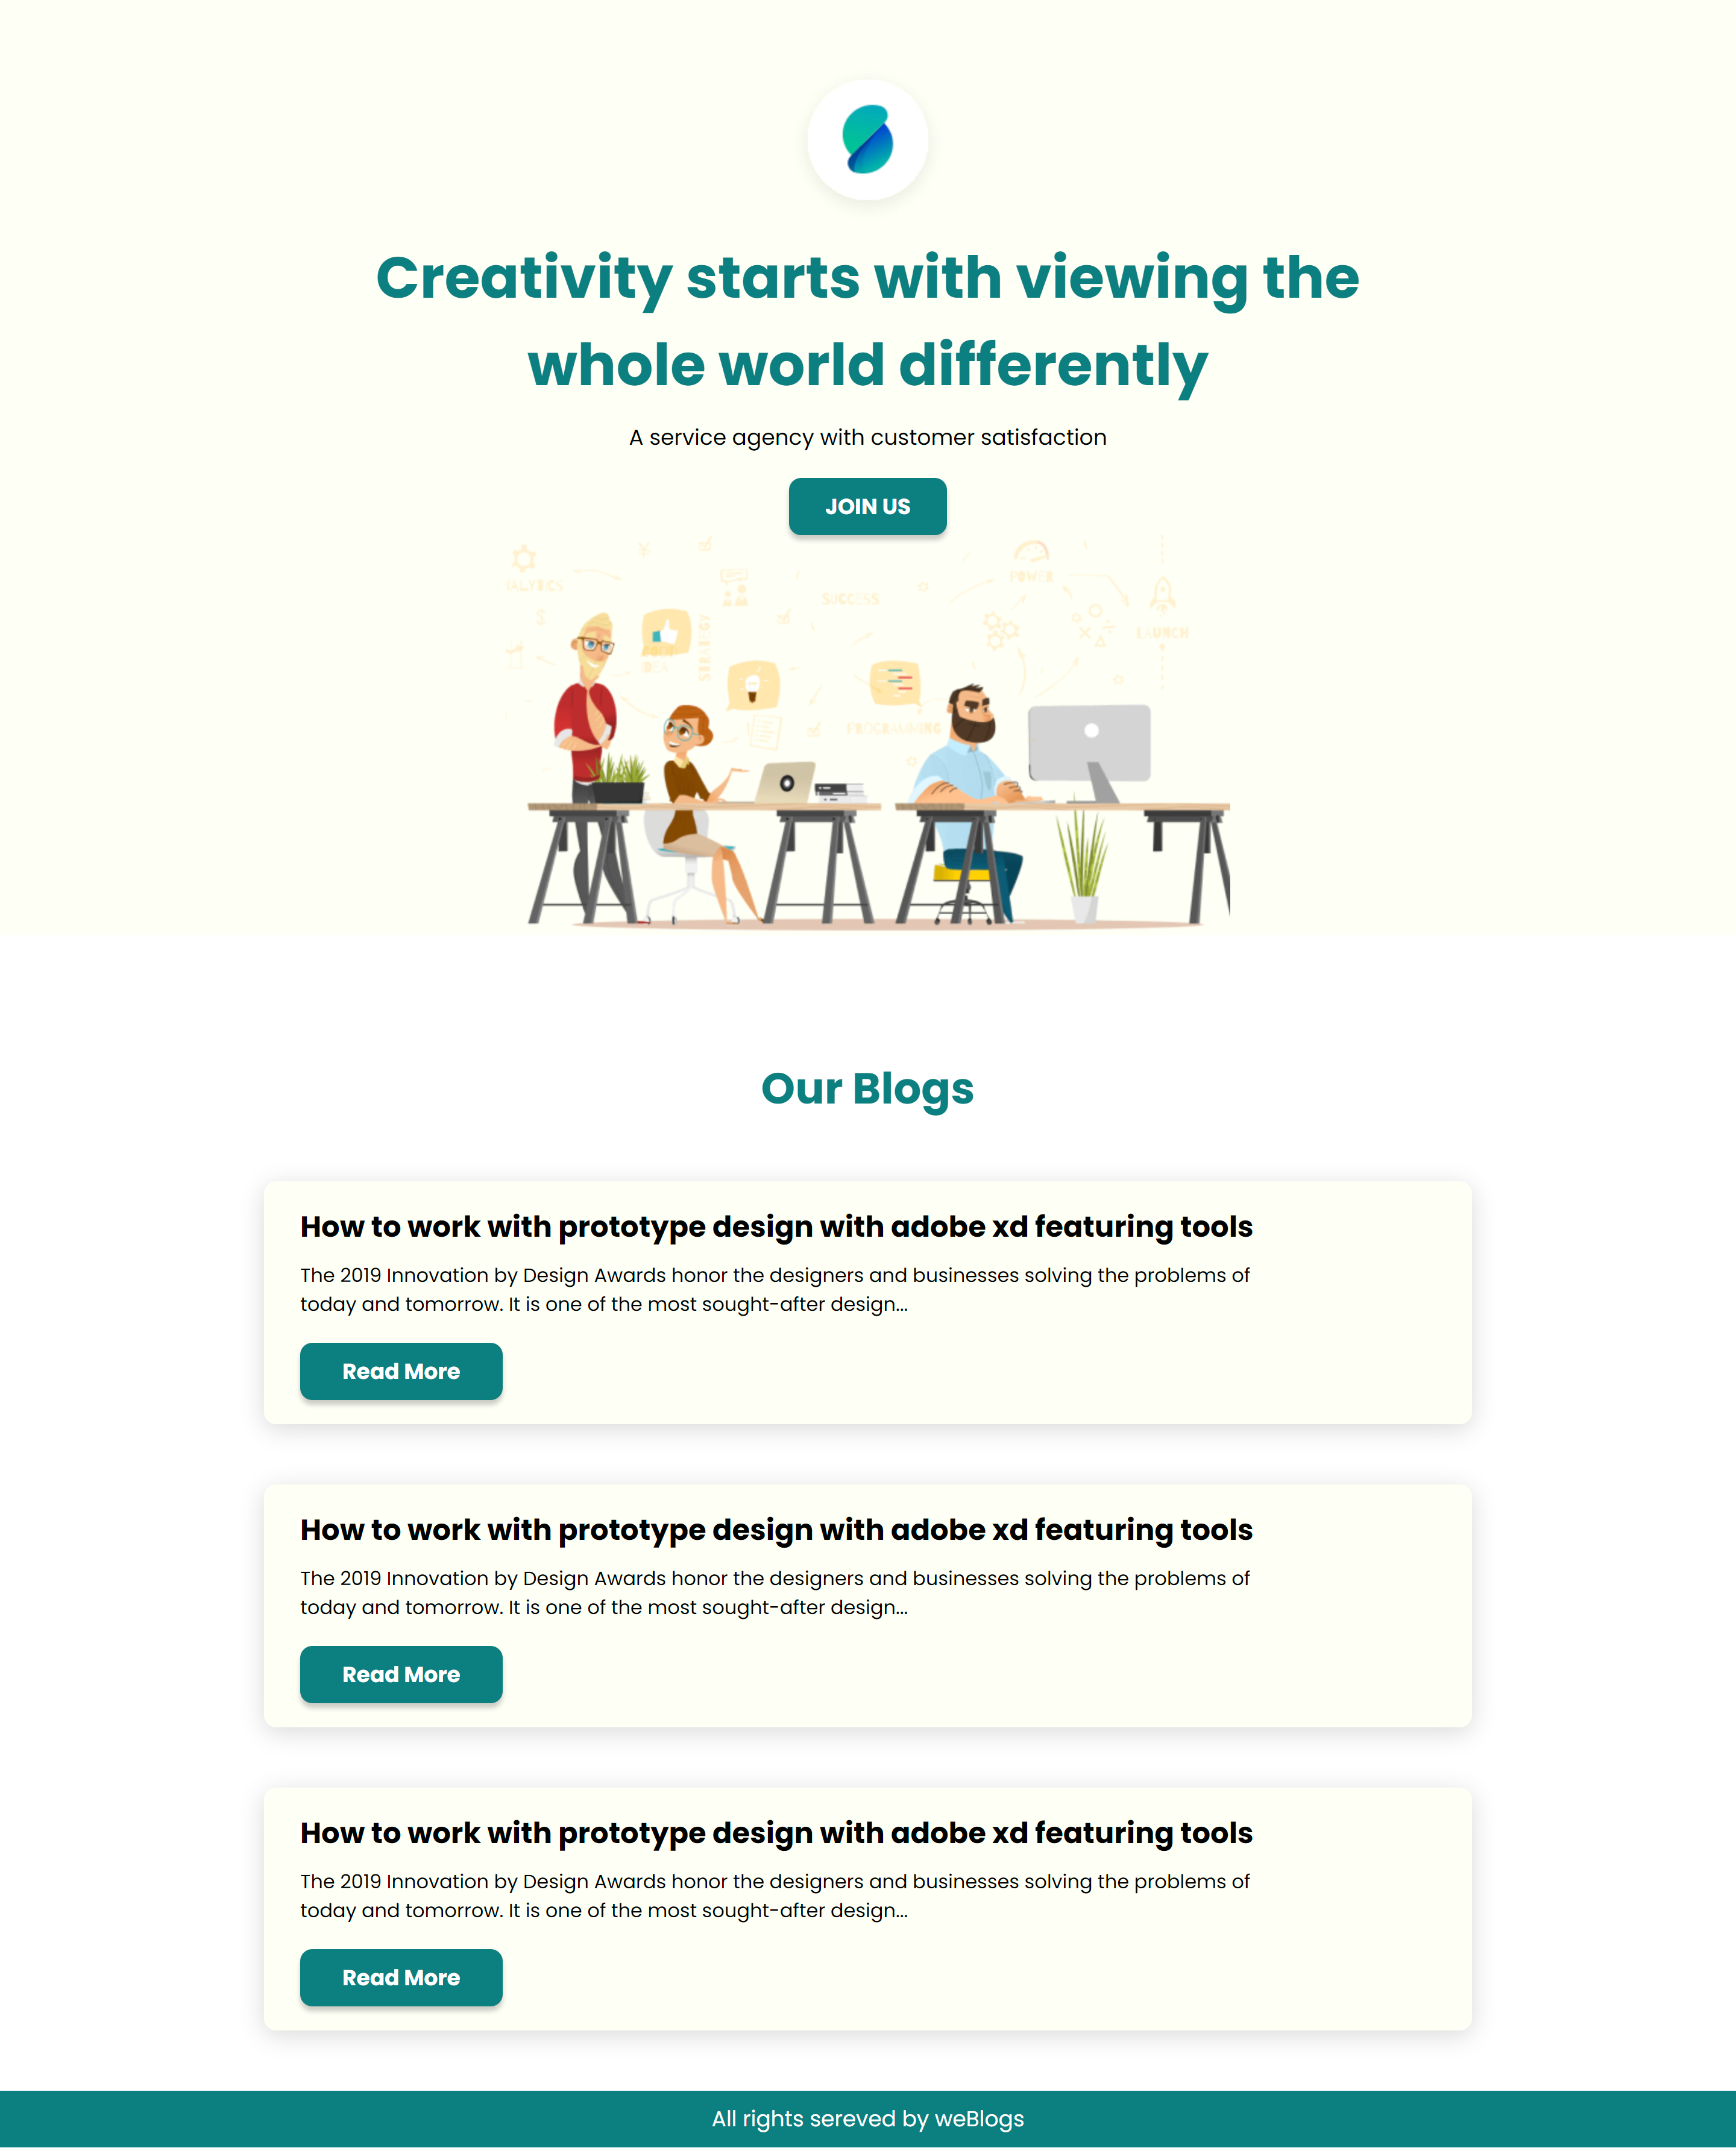 Creativity starts with viewing the
whole world differently
A service agency with customer satisfaction
JOIN US
ALYTICS
SUCCESS
POWER
LAUNCH
STRATEGY
GOOD
IDEA
PROGRAMMING
Our Blogs
How to work with prototype design with adobe xd featuring tools
The 2019 Innovation by Design Awards honor the designers and businesses solving the problems of
today and tomorrow. It is one of the most sought-after design...
Read More
How to work with prototype design with adobe xd featuring tools
The 2019 Innovation by Design Awards honor the designers and businesses solving the problems of
today and tomorrow. It is one of the most sought-after design...
Read More
How to work with prototype design with adobe xd featuring tools
The 2019 Innovation by Design Awards honor the designers and businesses solving the problems of
today and tomorrow. It is one of the most sought-after design...
Read More
All rights sereved by weBlogs